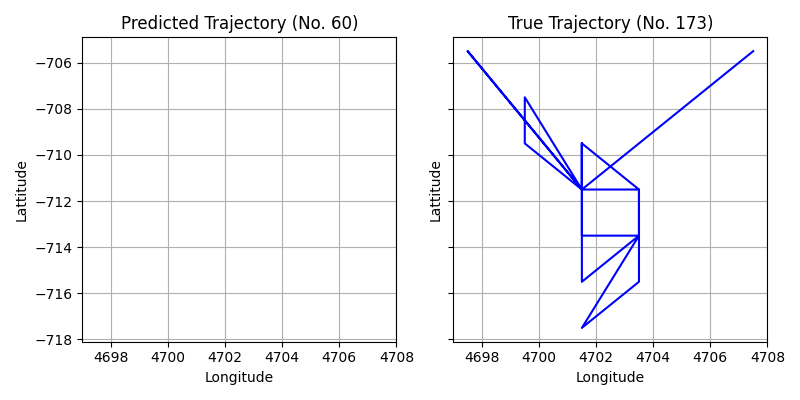 Predicted Trajectory (No. 60)
True Trajectory (No. 173)
−706
−708
−710
−712
−714
−716
−718
Lattitude
Lattitude
4698 4700 4702 4704 4706 4708
4698 4700 4702 4704 4706 4708
Longitude
Longitude